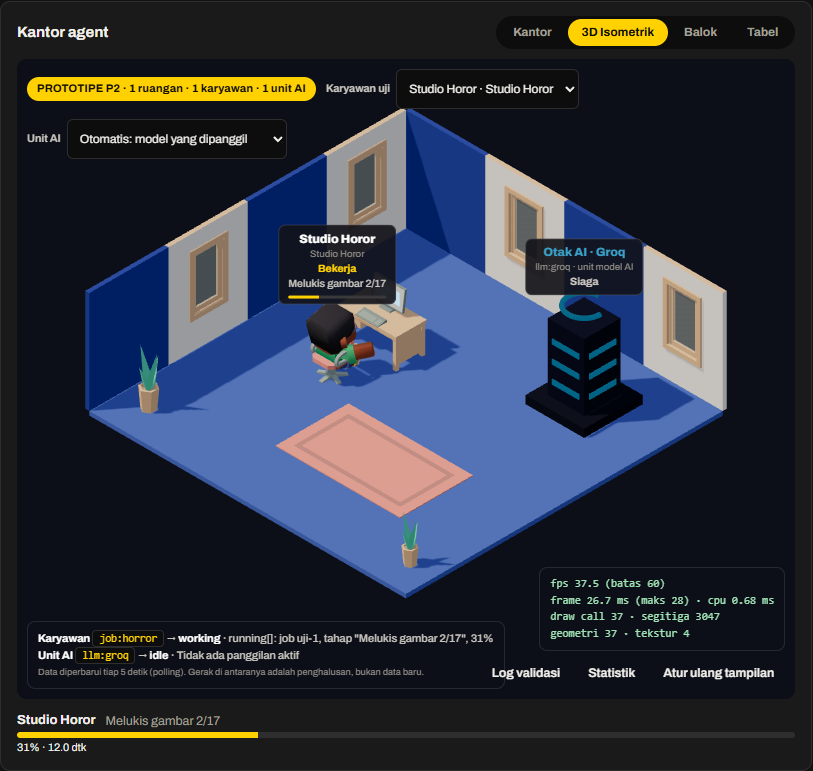 Kantor agent
Kantor
3D Isometrik
Balok
Tabel
PROTOTIPE P2 · 1 ruangan · 1 karyawan · 1 unit AI
Karyawan uji
Studio Horor · Studio Horor
Unit AI
Otomatis: model yang dipanggil
Studio Horor
Studio Horor
Bekerja
Melukis gambar 2/17
Otak AI · Groq
llm:groq · unit model AI
Siaga
fps 37.5 (batas 60)
frame 26.7 ms (maks 28) · cpu 0.68 ms
draw call 37 · segitiga 3047
geometri 37 · tekstur 4
Karyawan job:horror → working · running[]: job uji-1, tahap "Melukis gambar 2/17", 31%
Unit AI llm:groq → idle · Tidak ada panggilan aktif
Data diperbarui tiap 5 detik (polling). Gerak di antaranya adalah penghalusan, bukan data baru.
Log validasi
Statistik
Atur ulang tampilan
Studio Horor Melukis gambar 2/17
31% · 12.0 dtk